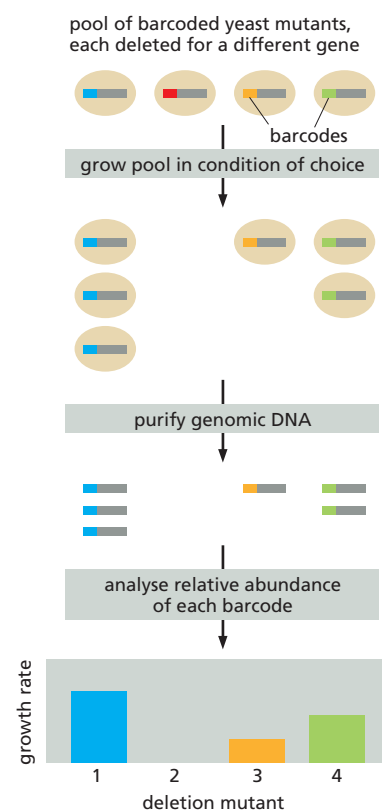 pool of barcoded yeast mutants,
each deleted for a different gene
barcodes
grow pool in condition of choice
purify genomic DNA
analyse relative abundance
of each barcode
growth rate
1 2 3 4
deletion mutant